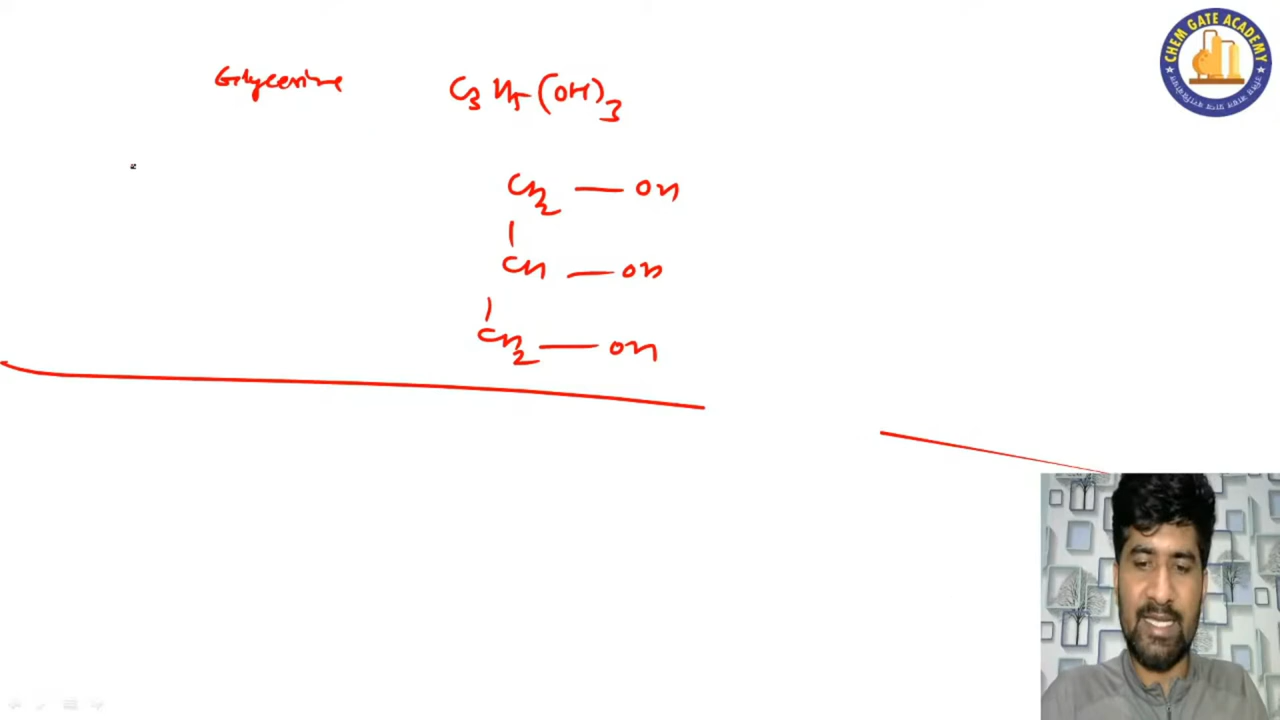 Glycerine C₃H₅(OH)₃
CH₂ — OH
|
CH — OH
|
CH₂ — OH
CHEM GATE ACADEMY